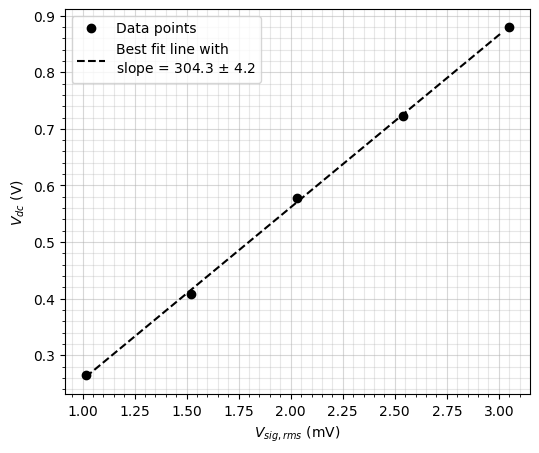 Data points
Best fit line with
slope = 304.3 ± 4.2
0.9
0.8
0.7
0.6
0.5
0.4
0.3
V_dc (V)
1.00 1.25 1.50 1.75 2.00 2.25 2.50 2.75 3.00
V_sig,rms (mV)